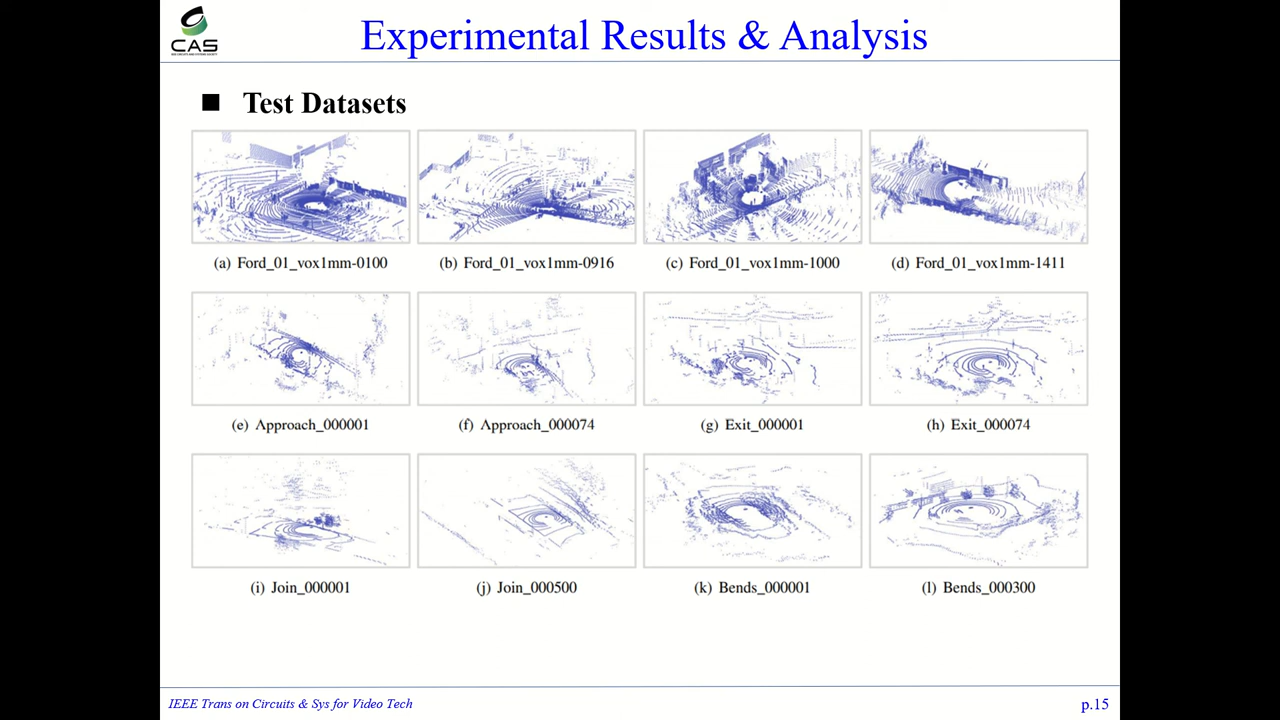 CAS
Experimental Results & Analysis
Test Datasets
(a) Ford_01_vox1mm-0100
(b) Ford_01_vox1mm-0916
(c) Ford_01_vox1mm-1000
(d) Ford_01_vox1mm-1411
(e) Approach_000001
(f) Approach_000074
(g) Exit_000001
(h) Exit_000074
(i) Join_000001
(j) Join_000500
(k) Bends_000001
(l) Bends_000300
IEEE Trans on Circuits & Sys for Video Tech
p.15